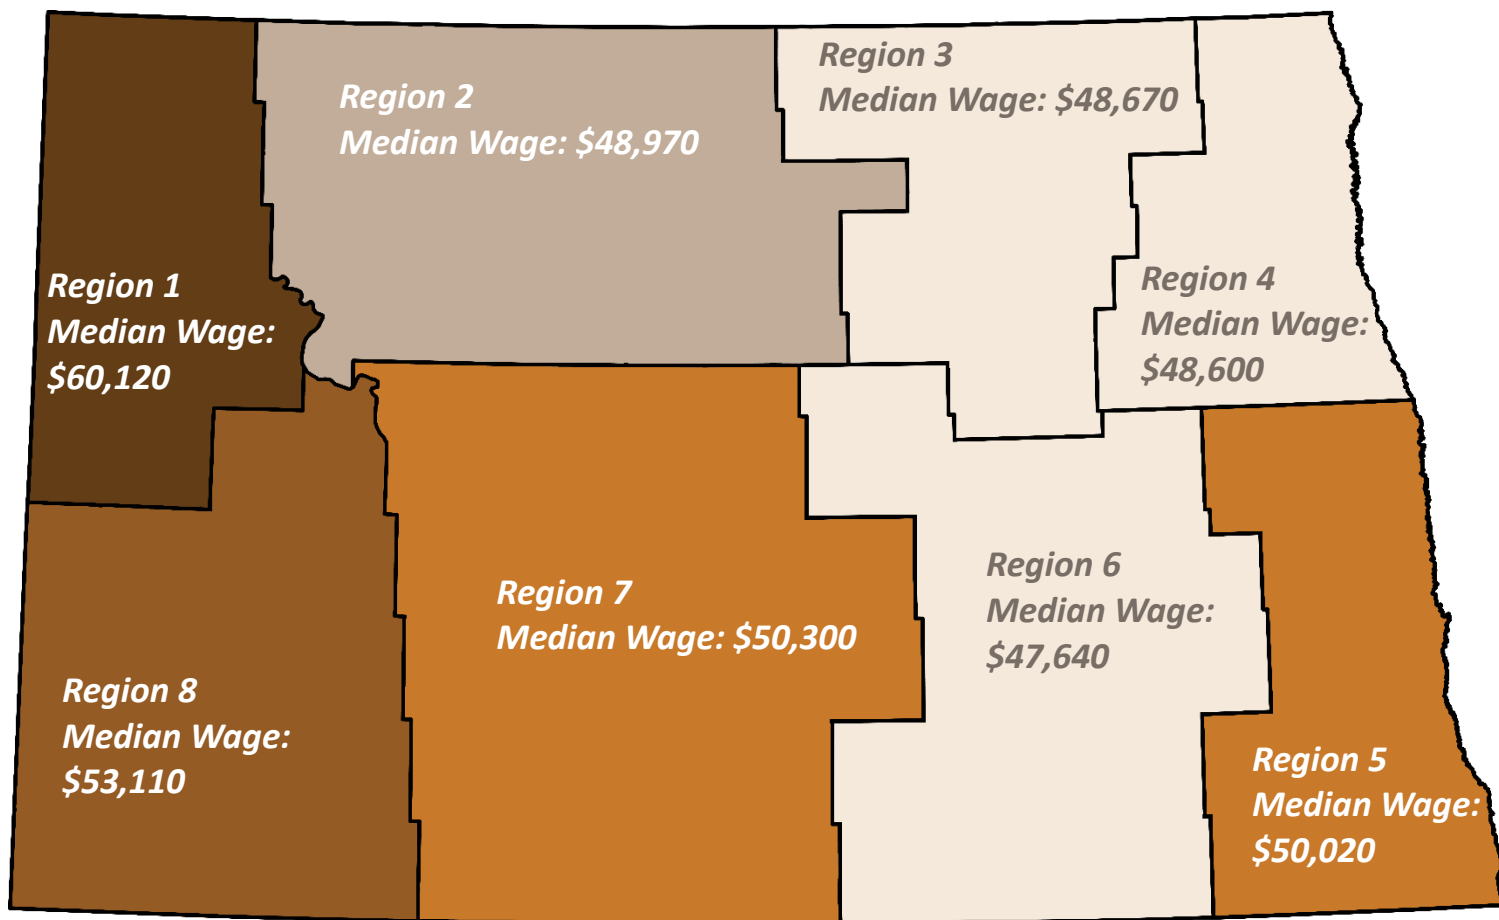 Region 1
Median Wage:
$60,120
Region 2
Median Wage: $48,970
Region 3
Median Wage: $48,670
Region 4
Median Wage:
$48,600
Region 5
Median Wage:
$50,020
Region 6
Median Wage:
$47,640
Region 7
Median Wage: $50,300
Region 8
Median Wage:
$53,110